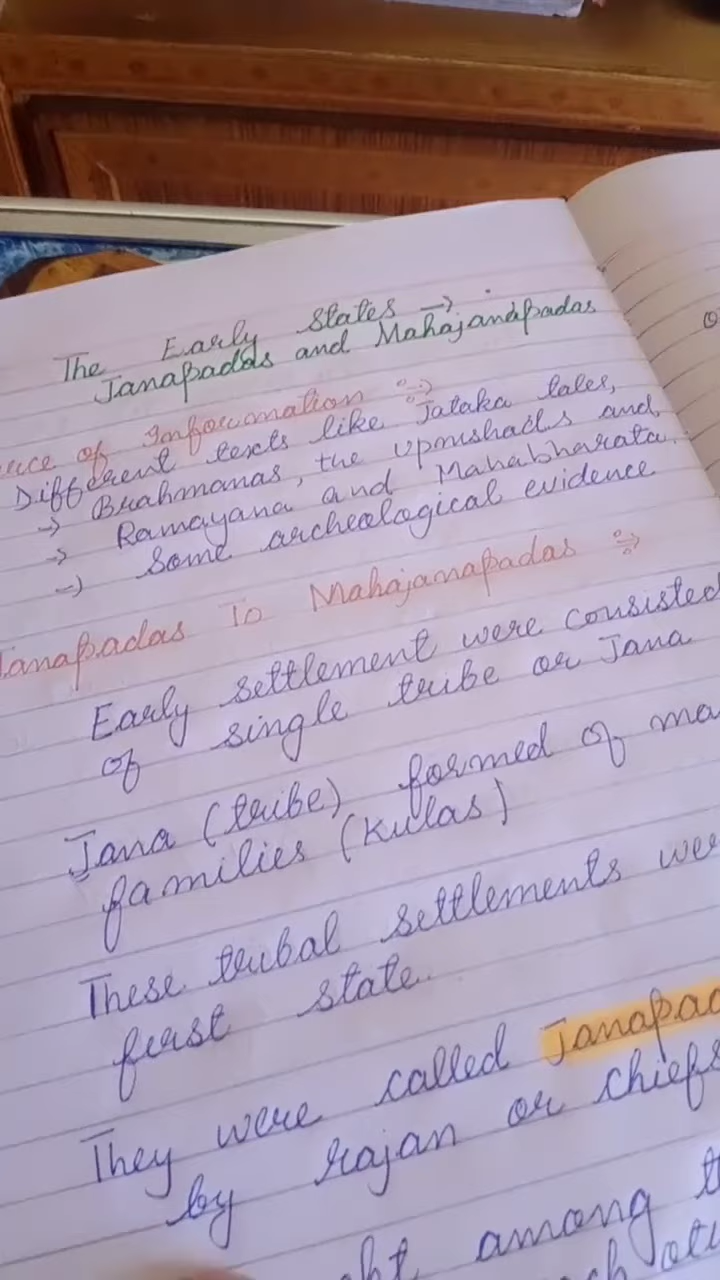 The Early States →
Janapadas and Mahajanapadas
of Information
Different texts like Jataka tales,
→ Brahmanas, the Upnishads and
→ Ramayana and Mahabharata.
→ Some archeological evidence
Janapadas To Mahajanapadas
Early settlement were consisted
of single tribe or Jana
Jana (tribe) formed of
families (Kullas)
These tribal settlements
first state.
They were called
by rajan or chiefs
among